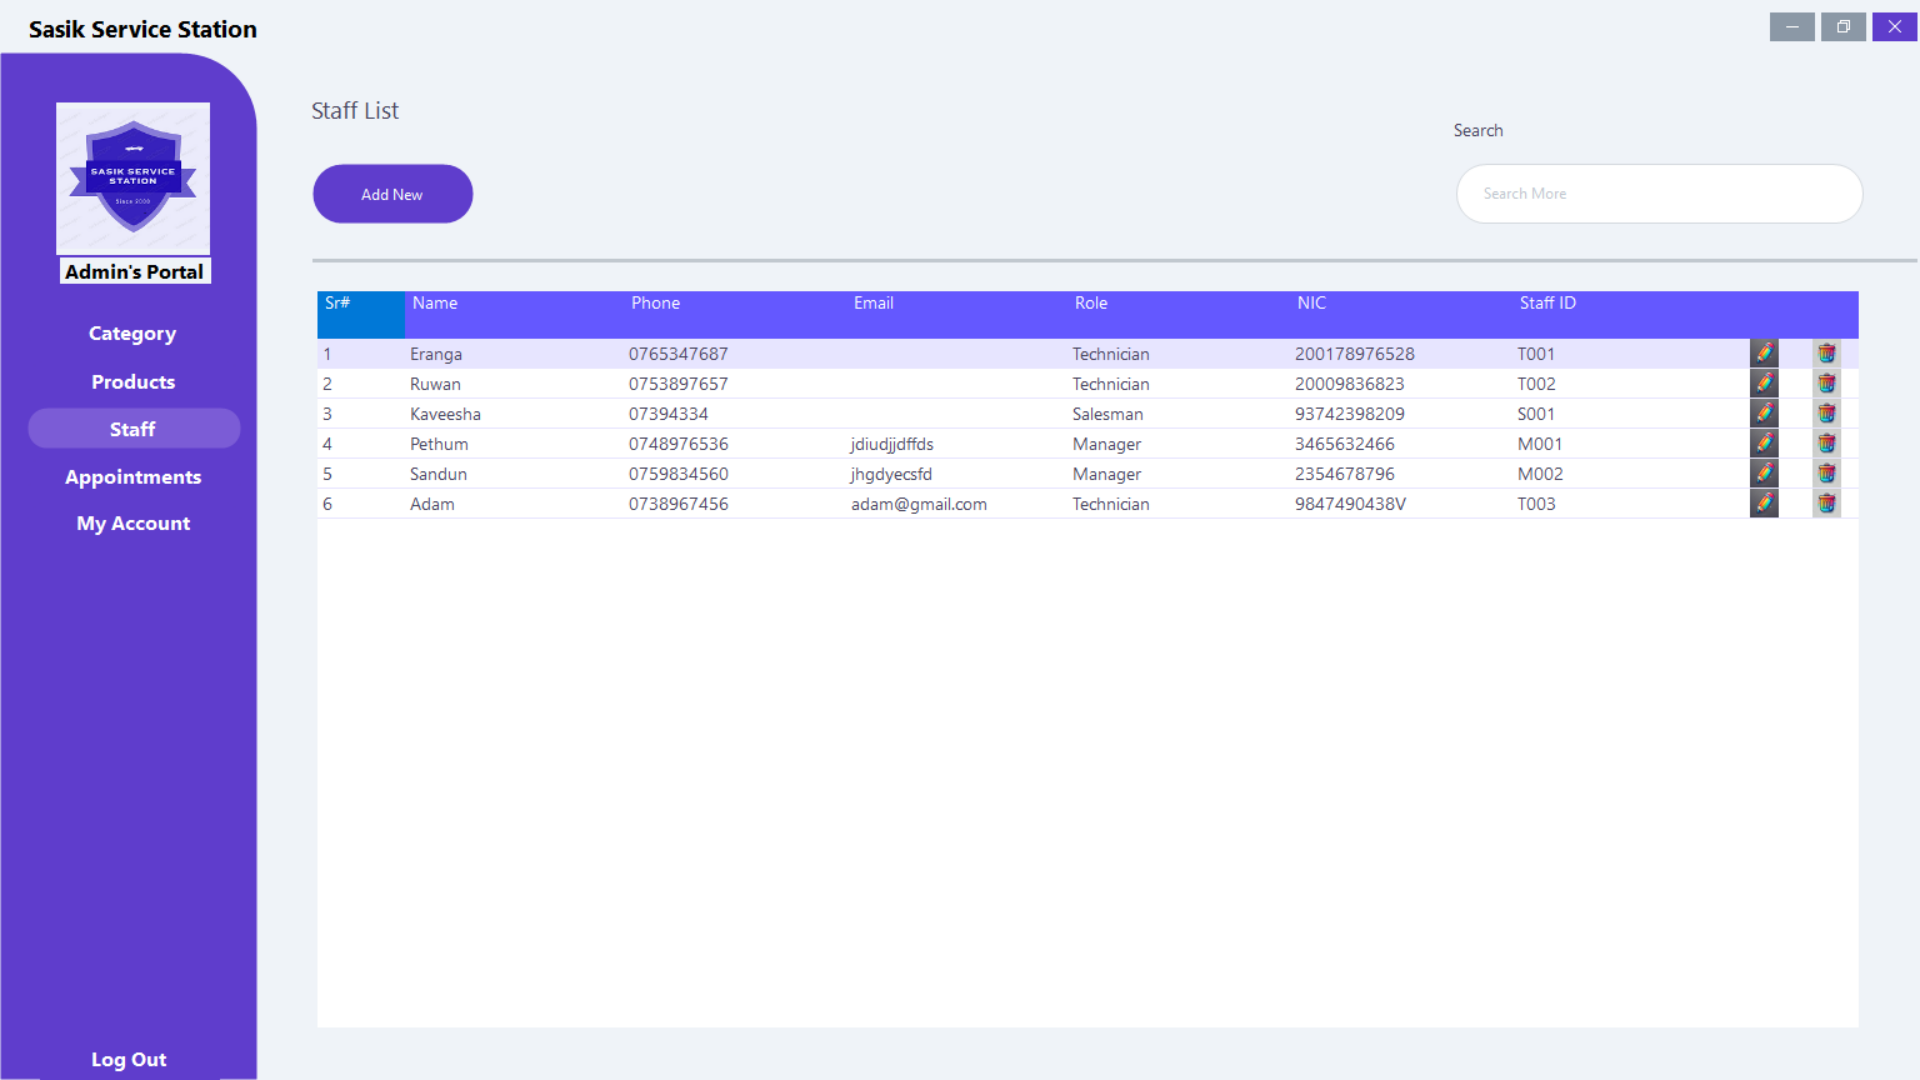 Sasik Service Station
SASIK SERVICE
STATION
Since 2000
Admin's Portal
Category
Products
Staff
Appointments
My Account
Log Out
Staff List
Search
Add New
Search More
Sr# Name Phone Email Role NIC Staff ID
1 Eranga 0765347687 Technician 200178976528 T001
2 Ruwan 0753897657 Technician 20009836823 T002
3 Kaveesha 07394334 Salesman 93742398209 S001
4 Pethum 0748976536 jdiudjjdffds Manager 3465632466 M001
5 Sandun 0759834560 jhgdyecsfd Manager 2354678796 M002
6 Adam 0738967456 adam@gmail.com Technician 9847490438V T003